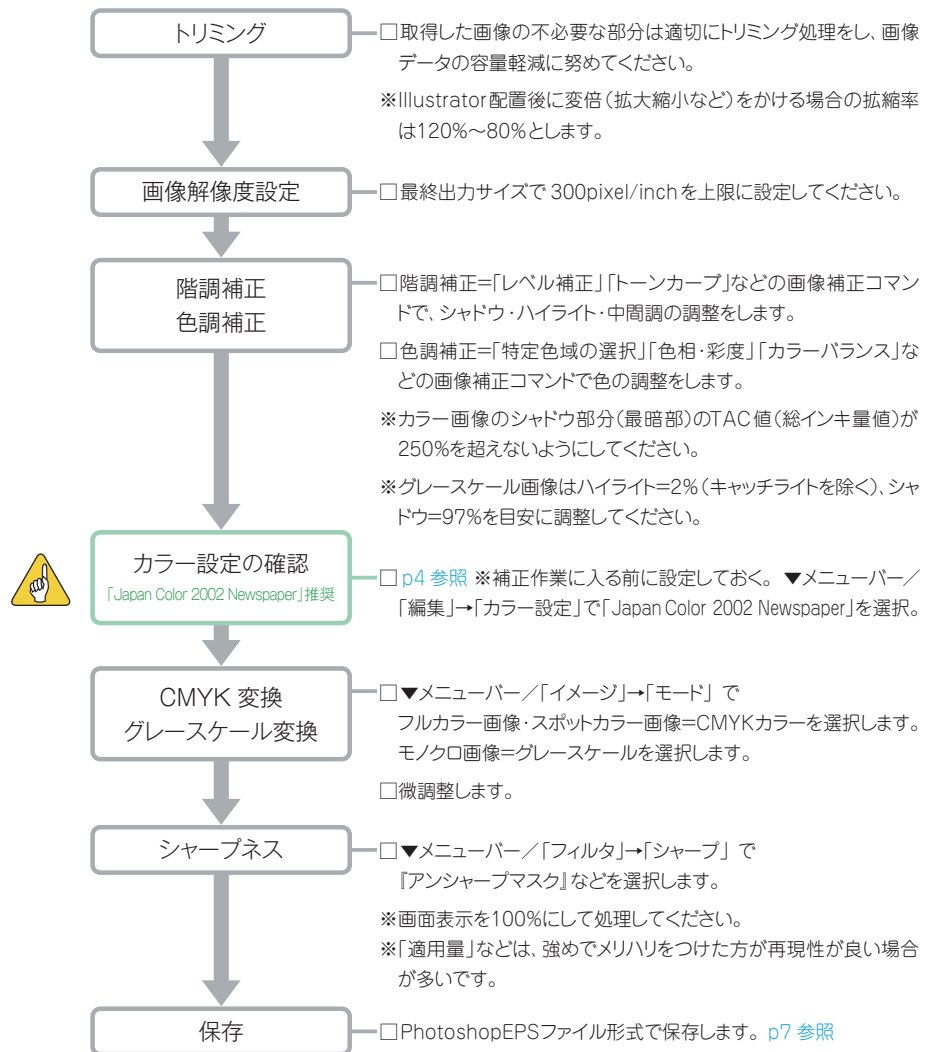 トリミング
□取得した画像の不必要な部分は適切にトリミング処理をし、画像
データの容量軽減に努めてください。
※Illustrator配置後に変倍（拡大縮小など）をかける場合の拡縮率
は120%〜80%とします。
画像解像度設定
□最終出力サイズで300pixel/inchを上限に設定してください。
階調補正
色調補正
□階調補正=｢レベル補正｣｢トーンカーブ｣などの画像補正コマン
ドで、シャドウ・ハイライト・中間調の調整をします。
□色調補正=｢特定色域の選択｣｢色相・彩度｣｢カラーバランス｣な
どの画像補正コマンドで色の調整をします。
※カラー画像のシャドウ部分（最暗部）のTAC値（総インキ量値）が
250%を超えないようにしてください。
※グレースケール画像はハイライト=2%（キャッチライトを除く）、シャ
ドウ=97%を目安に調整してください。
カラー設定の確認
｢Japan Color 2002 Newspaper｣推奨
□ p4 参照 ※補正作業に入る前に設定しておく。 ▼メニューバー／
｢編集｣→｢カラー設定｣で｢Japan Color 2002 Newspaper｣を選択。
CMYK 変換
グレースケール変換
□▼メニューバー／｢イメージ｣→｢モード｣ で
フルカラー画像・スポットカラー画像=CMYKカラーを選択します。
モノクロ画像=グレースケールを選択します。
□微調整します。
シャープネス
□▼メニューバー／｢フィルタ｣→｢シャープ｣ で
『アンシャープマスク』などを選択します。
※画面表示を100%にして処理してください。
※｢適用量｣などは、強めでメリハリをつけた方が再現性が良い場合
が多いです。
保存
□PhotoshopEPSファイル形式で保存します。 p7 参照